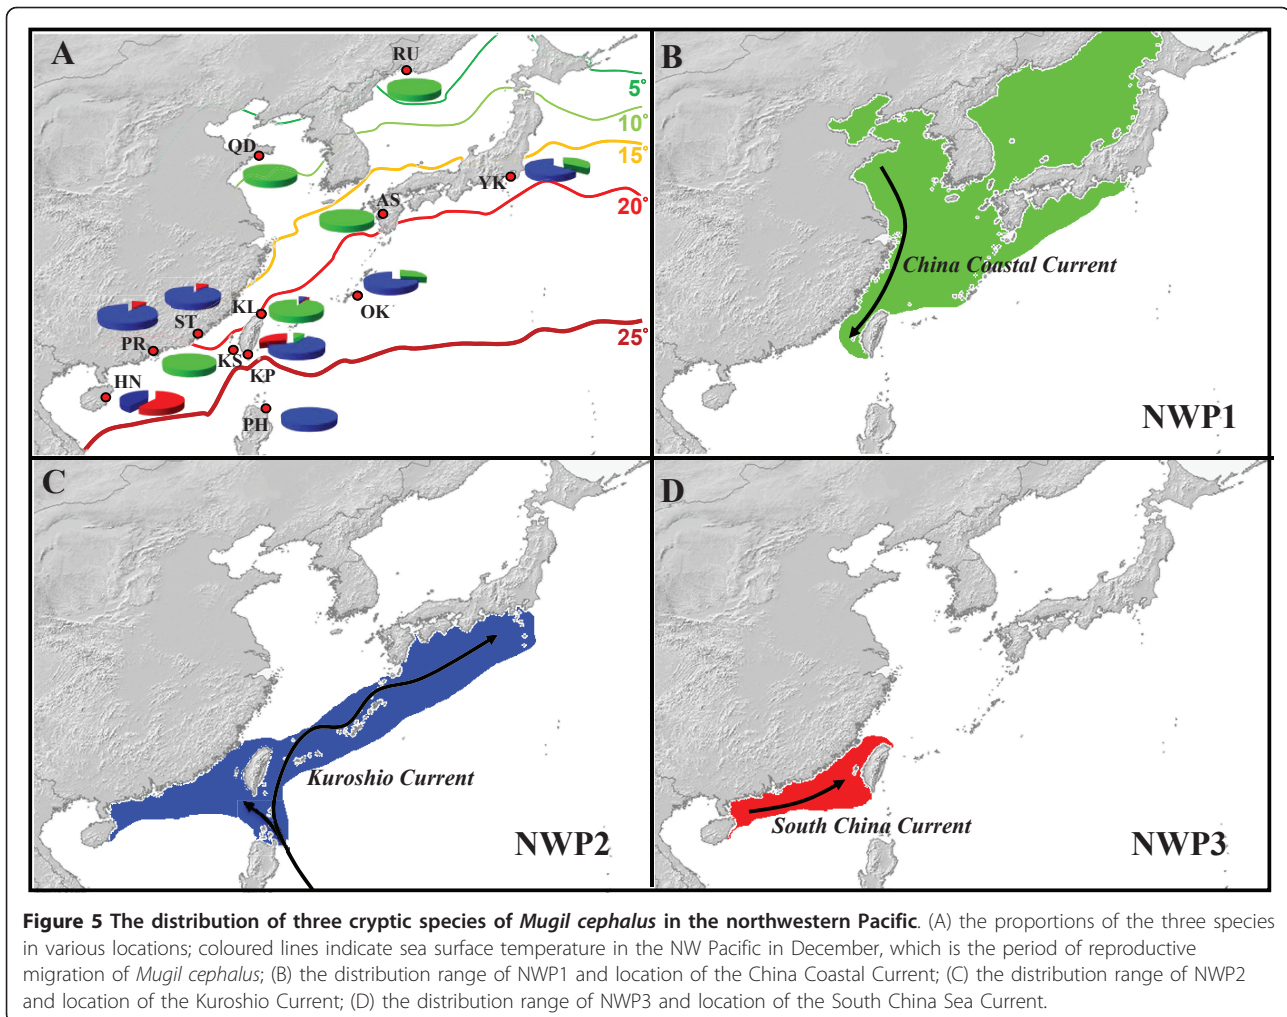 A
RU
5°
10°
QD
15°
YK
AS
20°
KL
OK
ST
PR
KS
25°
KP
HN
PH
B
China Coastal Current
NWP1
C
Kuroshio Current
NWP2
D
South China Current
NWP3
Figure 5 The distribution of three cryptic species of Mugil cephalus in the northwestern Pacific. (A) the proportions of the three species
in various locations; coloured lines indicate sea surface temperature in the NW Pacific in December, which is the period of reproductive
migration of Mugil cephalus; (B) the distribution range of NWP1 and location of the China Coastal Current; (C) the distribution range of NWP2
and location of the Kuroshio Current; (D) the distribution range of NWP3 and location of the South China Sea Current.